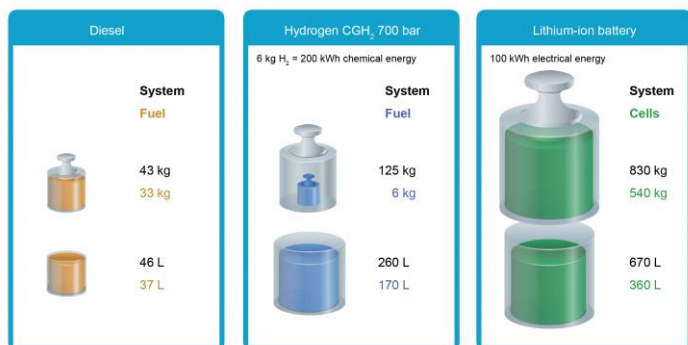 Diesel
System
Fuel
43 kg
33 kg
46 L
37 L
Hydrogen CGH₂ 700 bar
6 kg H₂ = 200 kWh chemical energy
System
Fuel
125 kg
6 kg
260 L
170 L
Lithium-ion battery
100 kWh electrical energy
System
Cells
830 kg
540 kg
670 L
360 L